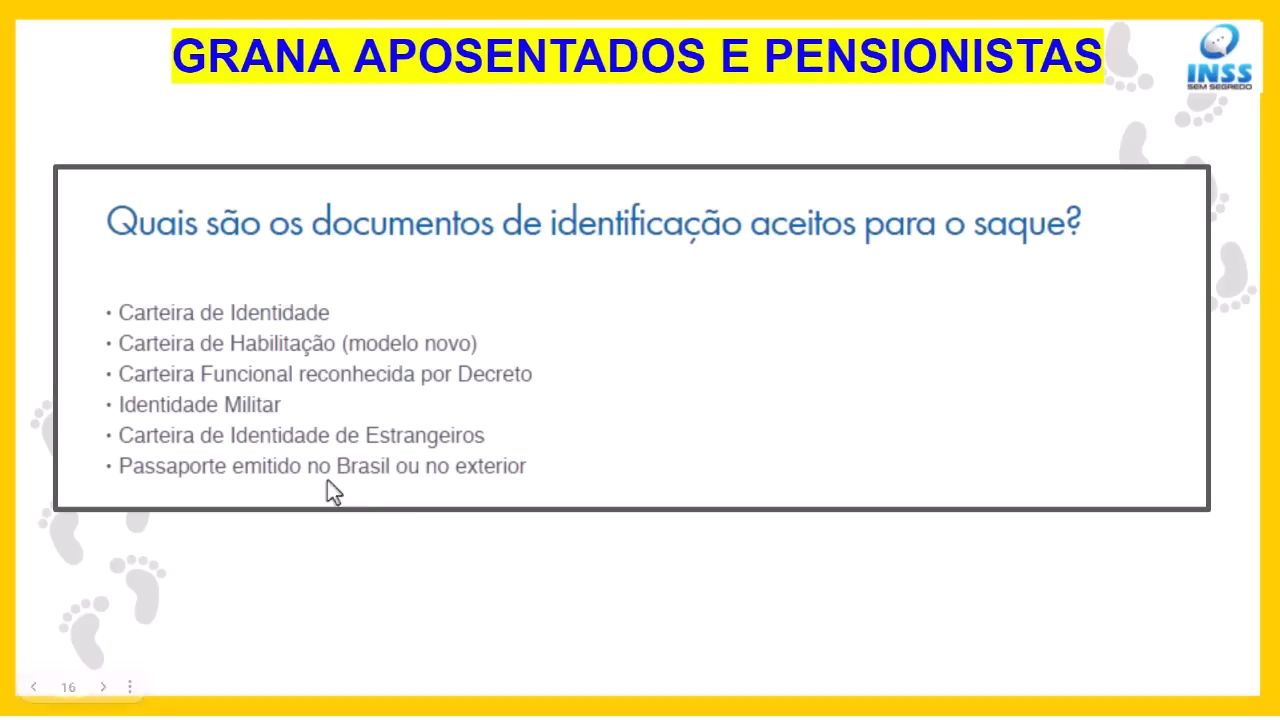 GRANA APOSENTADOS E PENSIONISTAS
INSS
SEM SEGREDO
Quais são os documentos de identificação aceitos para o saque?
• Carteira de Identidade
• Carteira de Habilitação (modelo novo)
• Carteira Funcional reconhecida por Decreto
• Identidade Militar
• Carteira de Identidade de Estrangeiros
• Passaporte emitido no Brasil ou no exterior
16